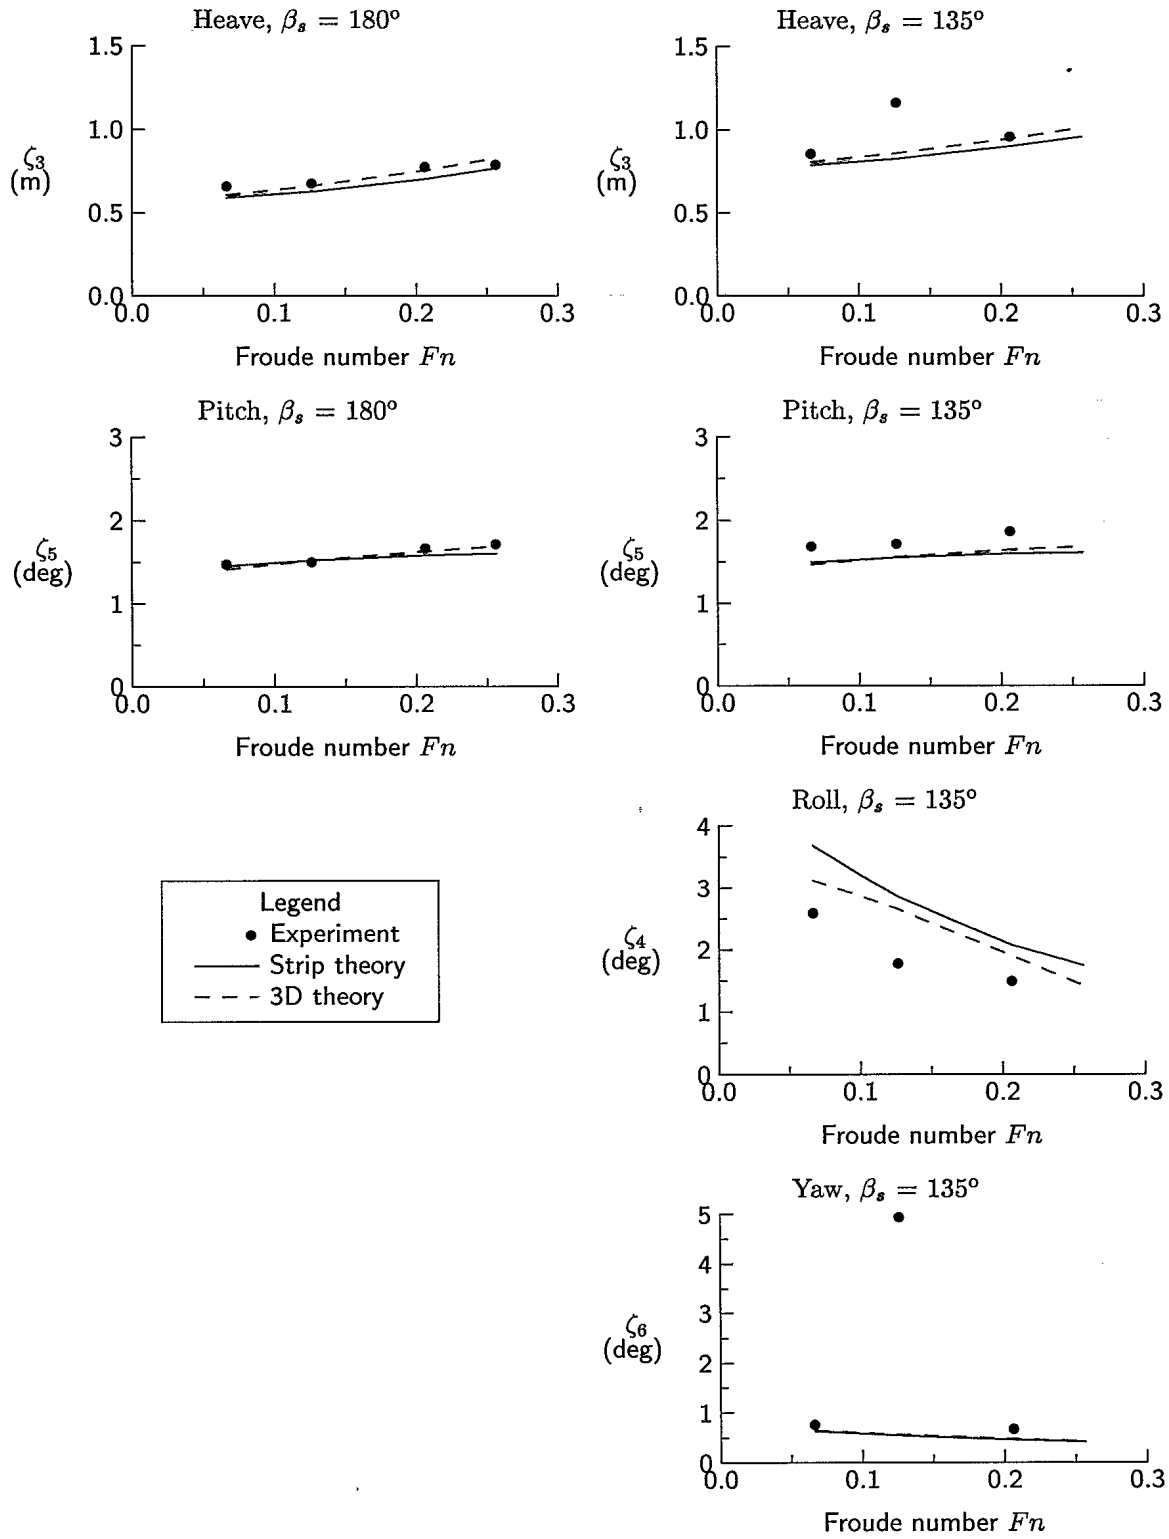 Heave, βₛ = 180°
1.5
1.0
0.5
0.0
ζ₃
(m)
0.0 0.1 0.2 0.3
Froude number Fn
Heave, βₛ = 135°
1.5
1.0
0.5
0.0
ζ₃
(m)
0.0 0.1 0.2 0.3
Froude number Fn
Pitch, βₛ = 180°
3
2
1
0
ζ₅
(deg)
0.0 0.1 0.2 0.3
Froude number Fn
Pitch, βₛ = 135°
3
2
1
0
ζ₅
(deg)
0.0 0.1 0.2 0.3
Froude number Fn
Legend
Experiment
Strip theory
3D theory
Roll, βₛ = 135°
4
3
2
1
0
ζ₄
(deg)
0.0 0.1 0.2 0.3
Froude number Fn
Yaw, βₛ = 135°
5
4
3
2
1
0
ζ₆
(deg)
0.0 0.1 0.2 0.3
Froude number Fn